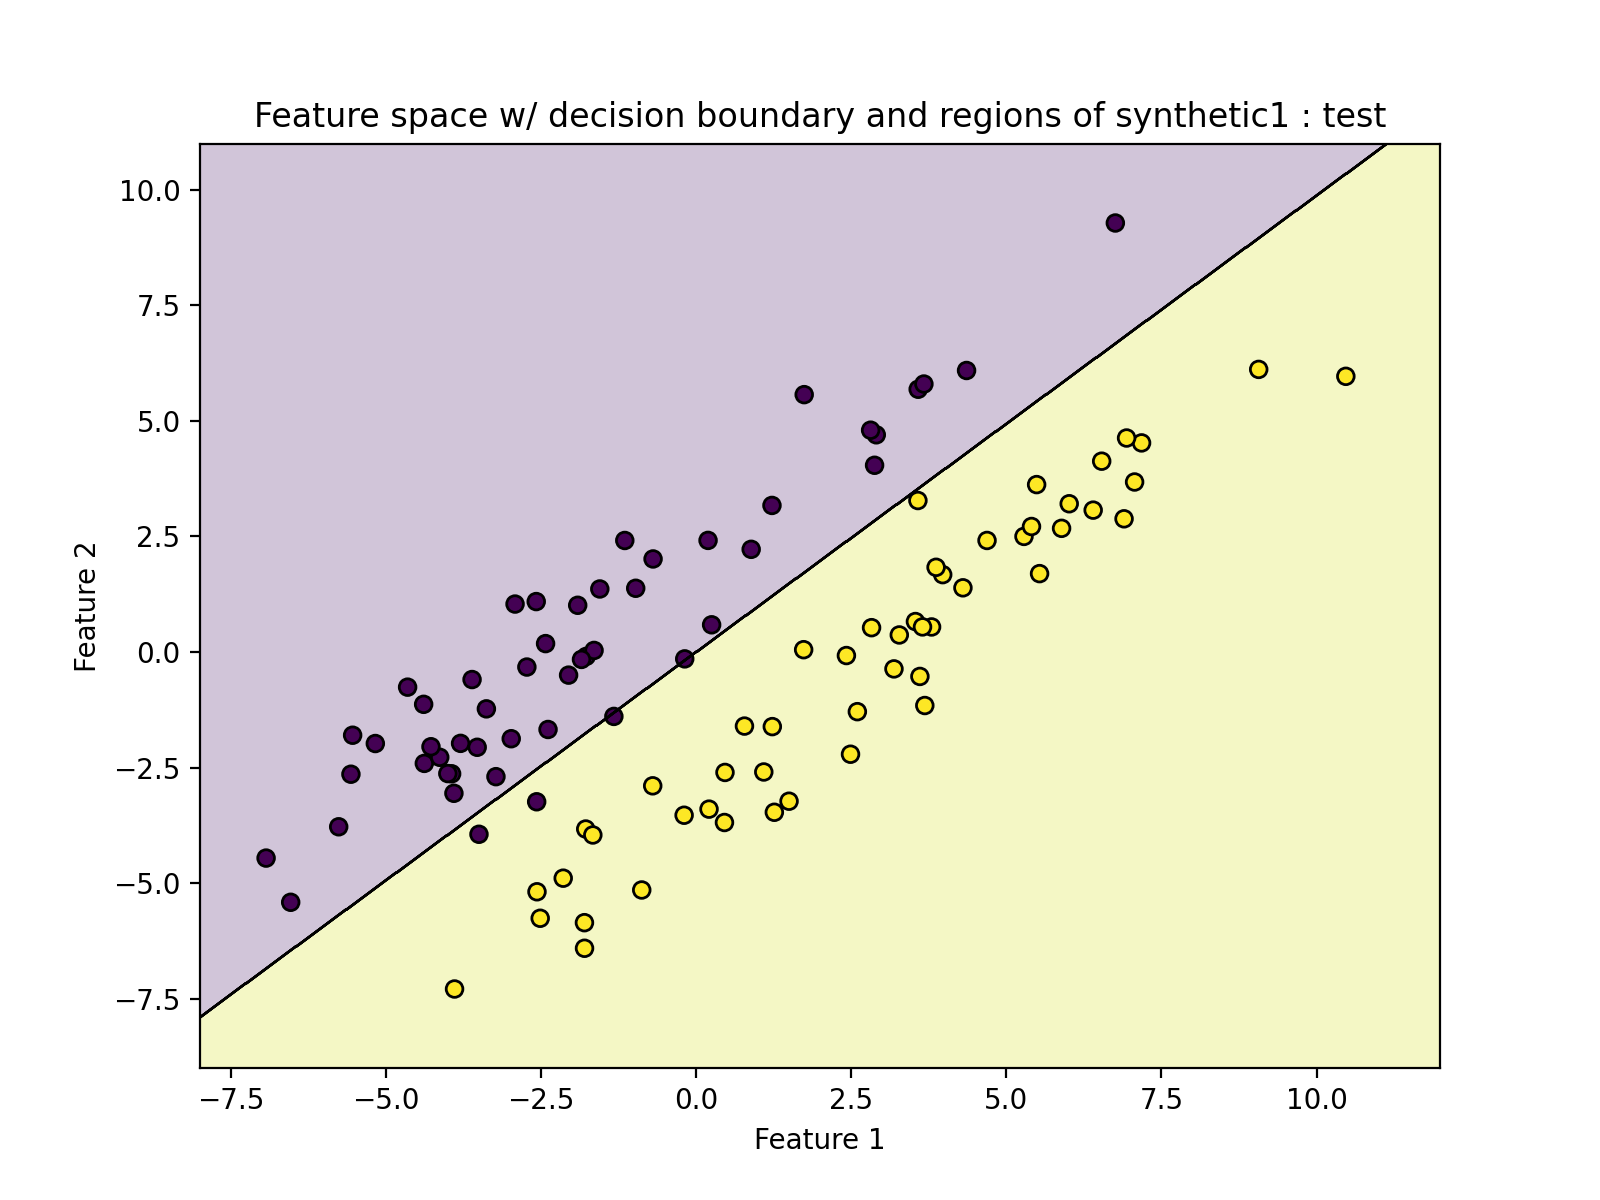 Feature space w/ decision boundary and regions of synthetic1 : test
10.0
7.5
5.0
2.5
0.0
−2.5
−5.0
−7.5
Feature 2
−7.5 −5.0 −2.5 0.0 2.5 5.0 7.5 10.0
Feature 1